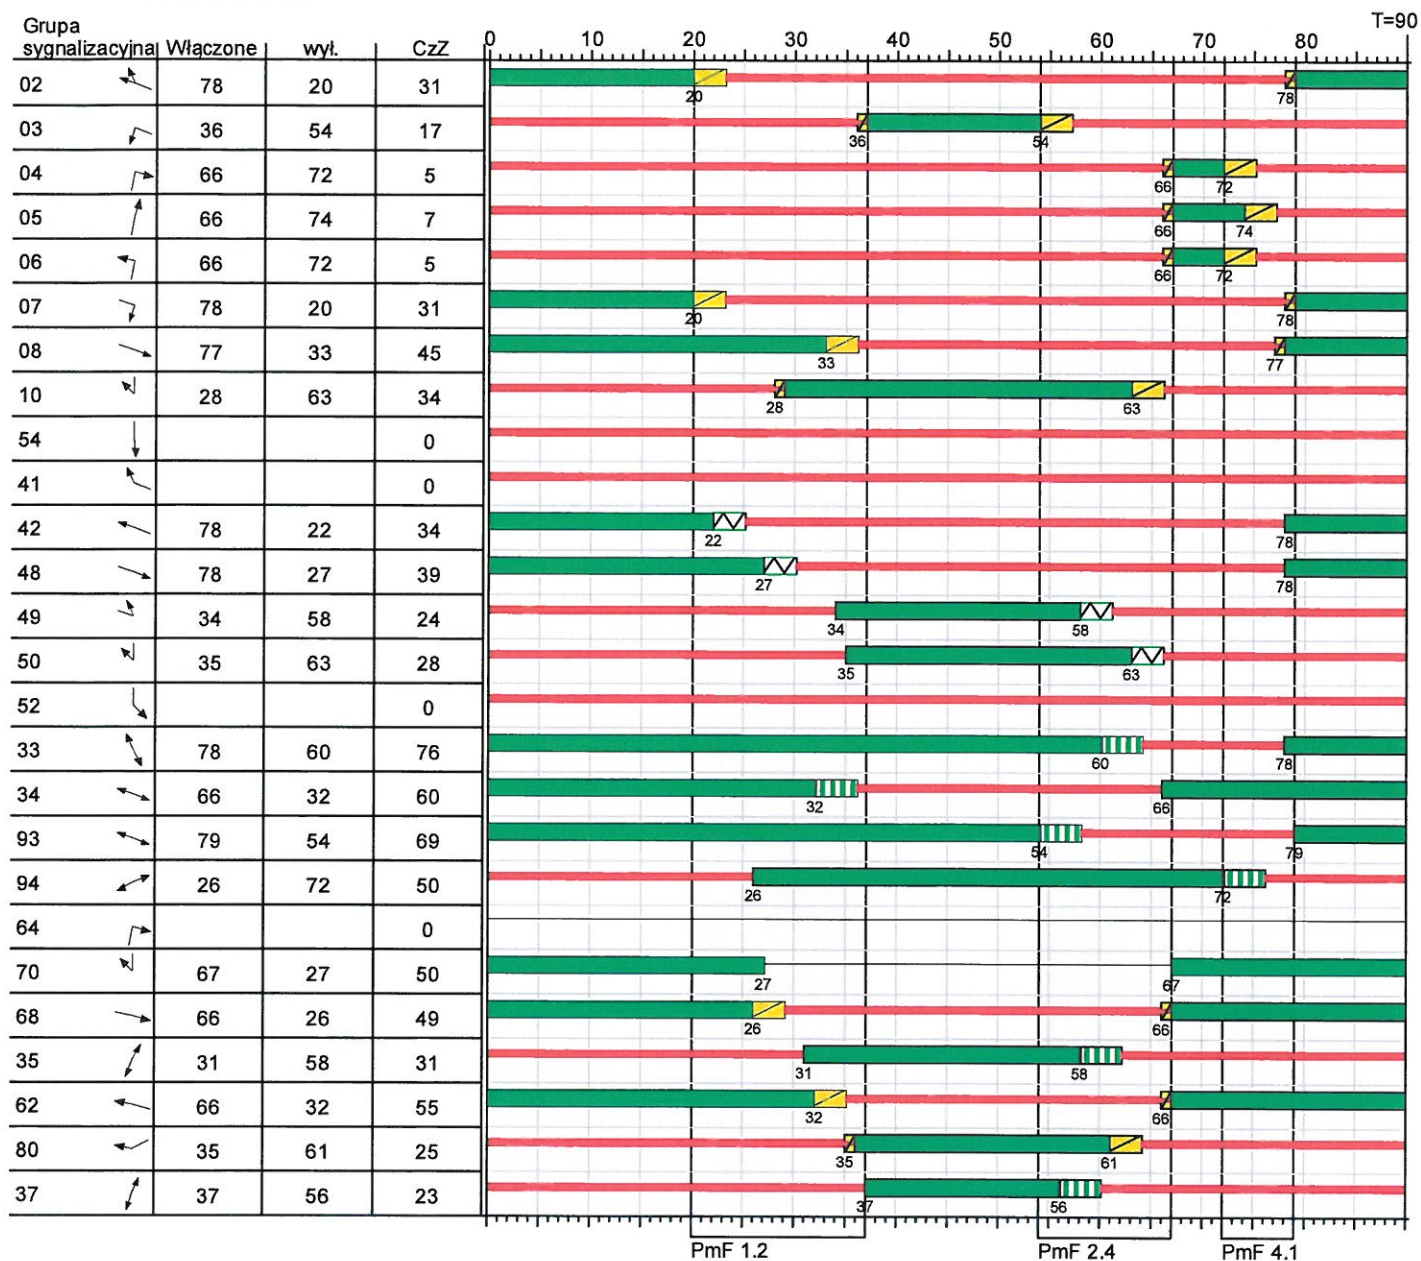 T=90
Grupa
sygnalizacyjna Włączone wył. CzZ 0 10 20 30 40 50 60 70 80
02 78 20 31 20 78
03 36 54 17 36 54
04 66 72 5 66 72
05 66 74 7 66 74
06 66 72 5 66 72
07 78 20 31 20 78
08 77 33 45 33 77
10 28 63 34 28 63
54 0
41 0
42 78 22 34 22 78
48 78 27 39 27 78
49 34 58 24 34 58
50 35 63 28 35 63
52 0
33 78 60 76 60 78
34 66 32 60 32 66
93 79 54 69 54 79
94 26 72 50 26 72
64 0
70 67 27 50 27 67
68 66 26 49 26 66
35 31 58 31 31 58
62 66 32 55 32 66
80 35 61 25 35 61
37 37 56 23 37 56
PmF 1.2 PmF 2.4 PmF 4.1